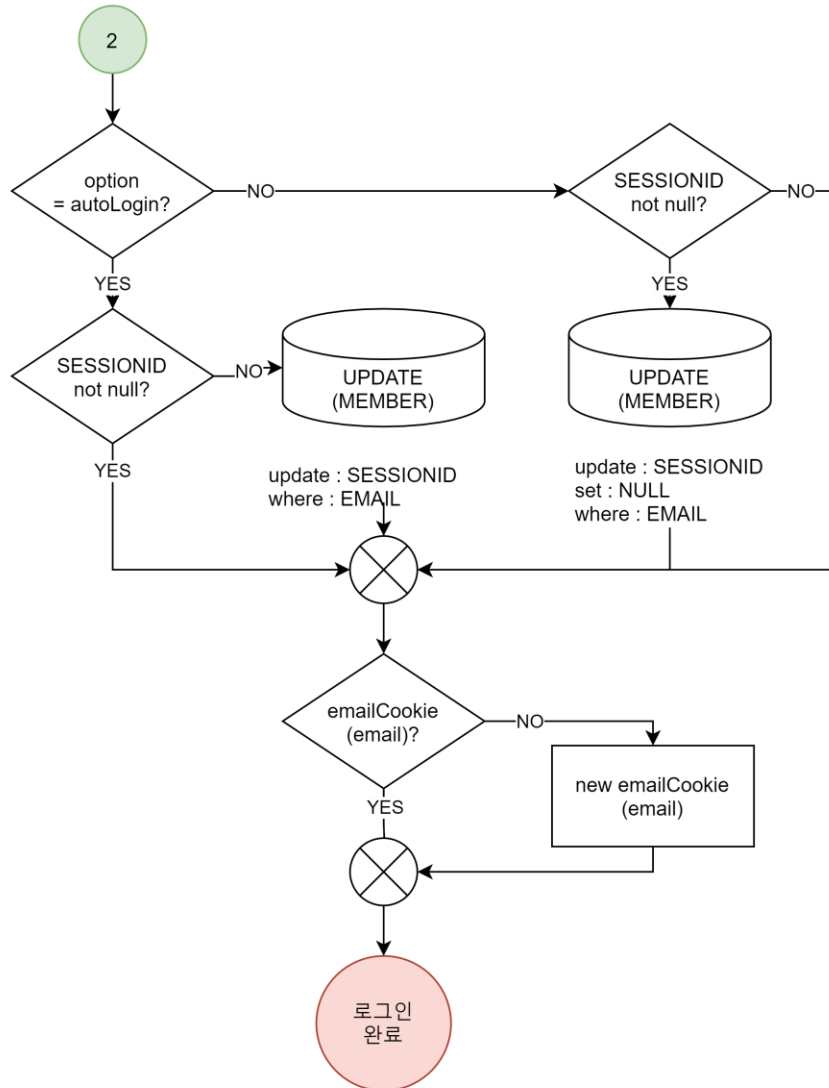 2
option
= autoLogin?
NO
SESSIONID
not null?
NO
YES
YES
SESSIONID
not null?
NO
UPDATE
(MEMBER)
UPDATE
(MEMBER)
YES
update : SESSIONID
where : EMAIL
update : SESSIONID
set : NULL
where : EMAIL
emailCookie
(email)?
NO
new emailCookie
(email)
YES
로그인
완료